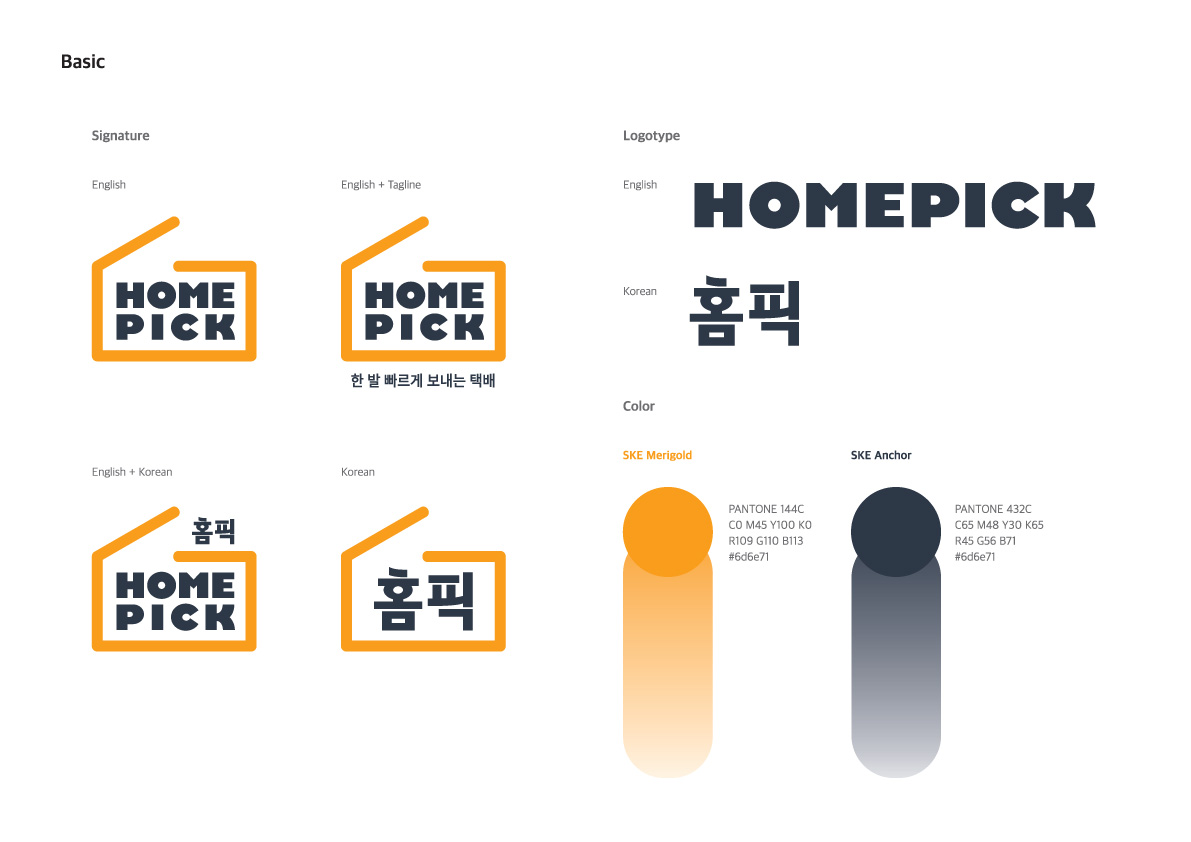 Basic
Signature
English
HOME
PICK
English + Tagline
HOME
PICK
한 발 빠르게 보내는 택배
English + Korean
홈픽
HOME
PICK
Korean
홈픽
Logotype
English
HOMEPICK
Korean
홈픽
Color
SKE Merigold
PANTONE 144C
C0 M45 Y100 K0
R109 G110 B113
#6d6e71
SKE Anchor
PANTONE 432C
C65 M48 Y30 K65
R45 G56 B71
#6d6e71